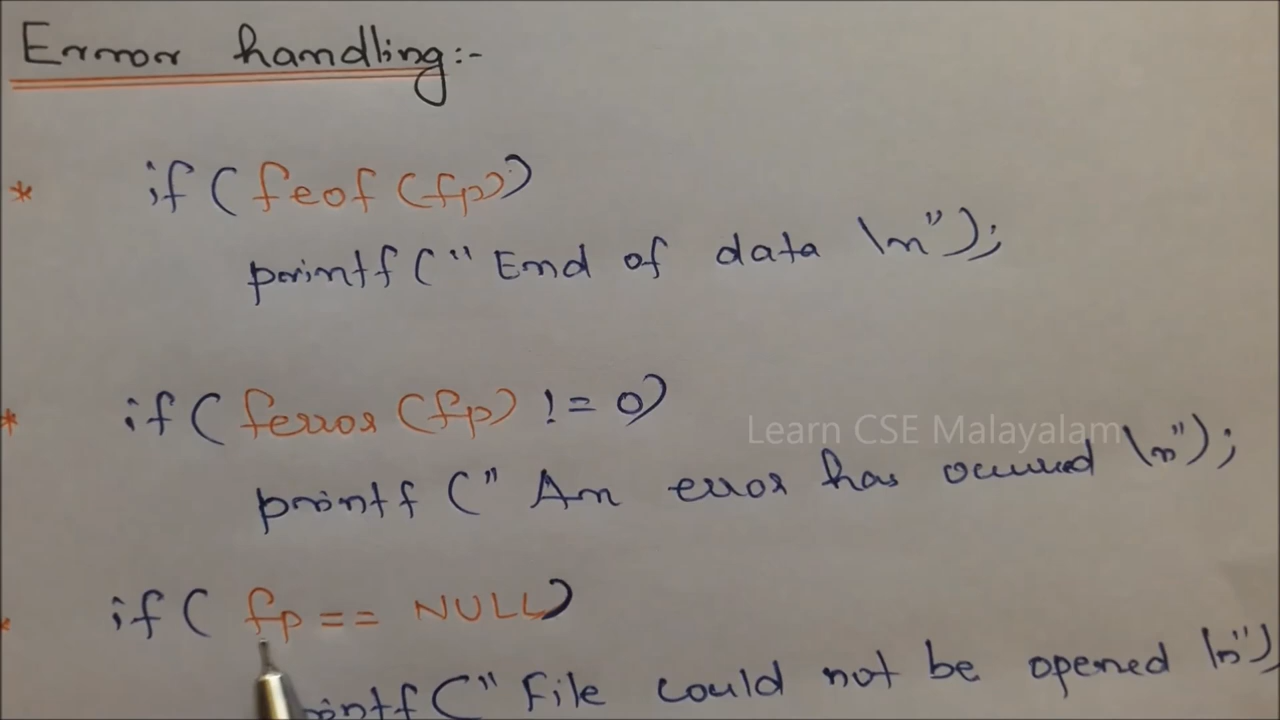 Error handling:-
* if ( feof (fp))
printf (" End of data \n");
* if ( ferror (fp) != 0)
Learn CSE Malayalam
printf (" An error has occurred \n");
* if ( fp == NULL)
printf (" File could not be opened \n")